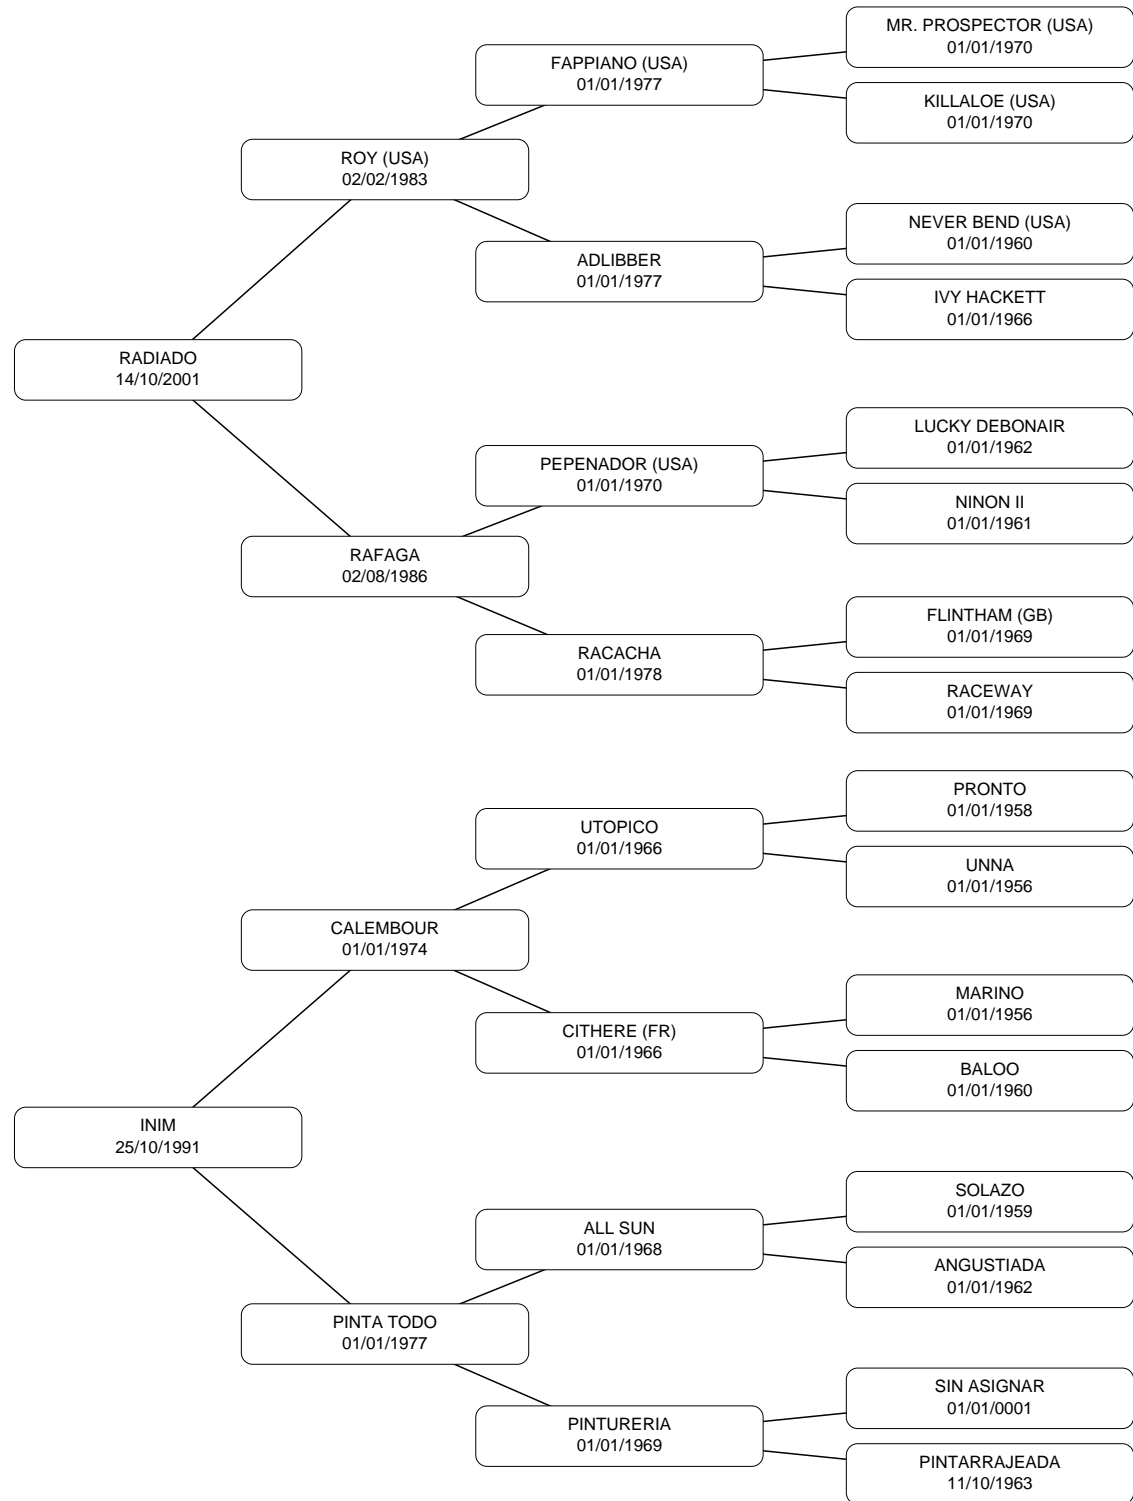 MR. PROSPECTOR (USA)
01/01/1970
FAPPIANO (USA)
01/01/1977
KILLALOE (USA)
01/01/1970
ROY (USA)
02/02/1983
NEVER BEND (USA)
01/01/1960
ADLIBBER
01/01/1977
IVY HACKETT
01/01/1966
RADIADO
14/10/2001
LUCKY DEBONAIR
01/01/1962
PEPENADOR (USA)
01/01/1970
NINON II
01/01/1961
RAFAGA
02/08/1986
FLINTHAM (GB)
01/01/1969
RACACHA
01/01/1978
RACEWAY
01/01/1969
PRONTO
01/01/1958
UTOPICO
01/01/1966
UNNA
01/01/1956
CALEMBOUR
01/01/1974
MARINO
01/01/1956
CITHERE (FR)
01/01/1966
BALOO
01/01/1960
INIM
25/10/1991
SOLAZO
01/01/1959
ALL SUN
01/01/1968
ANGUSTIADA
01/01/1962
PINTA TODO
01/01/1977
SIN ASIGNAR
01/01/0001
PINTURERIA
01/01/1969
PINTARRAJEADA
11/10/1963